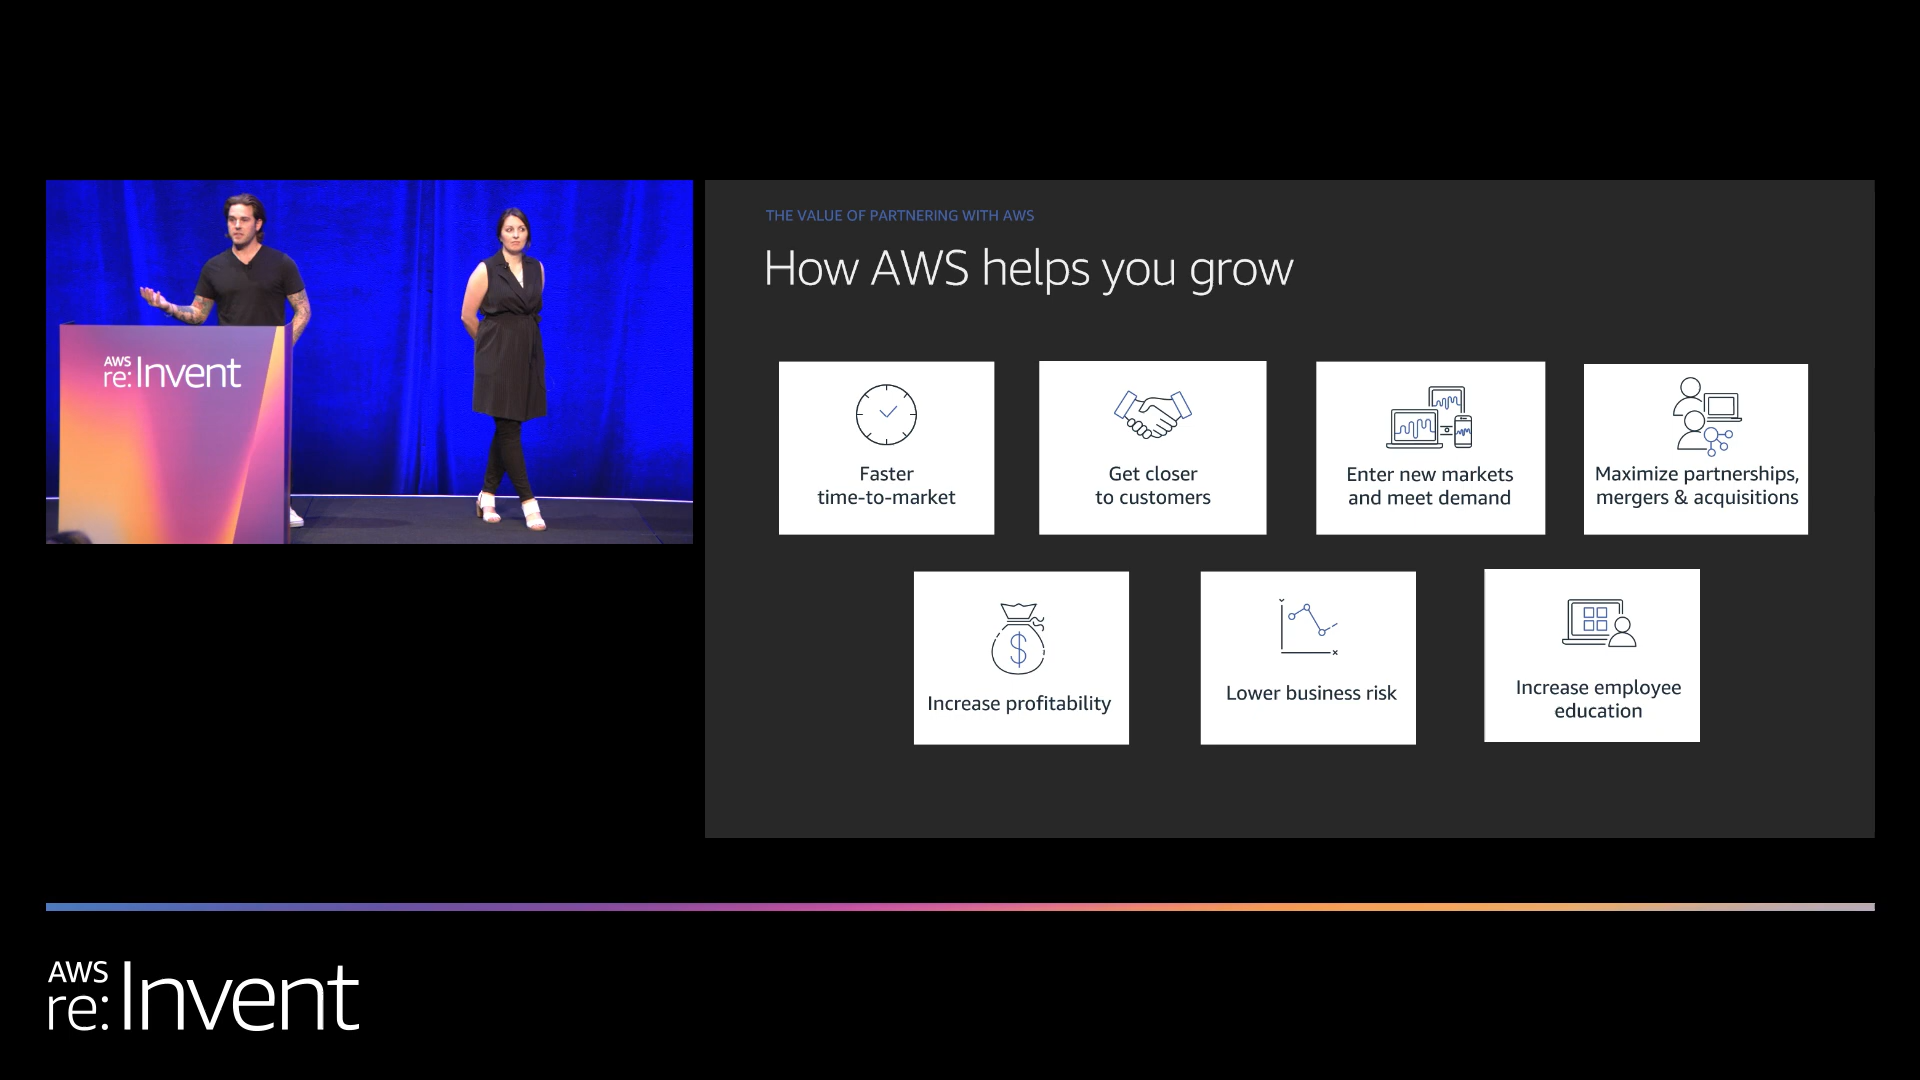 AWS
re:Invent
THE VALUE OF PARTNERING WITH AWS
How AWS helps you grow
Faster
time-to-market
Get closer
to customers
Enter new markets
and meet demand
Maximize partnerships,
mergers & acquisitions
$
Increase profitability
Lower business risk
Increase employee
education
AWS
re:Invent